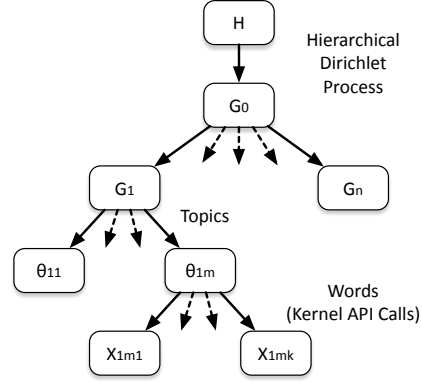 H
Hierarchical
Dirichlet
Process
G0
G1
Gn
Topics
θ11
θ1m
Words
(Kernel API Calls)
X1m1
X1mk